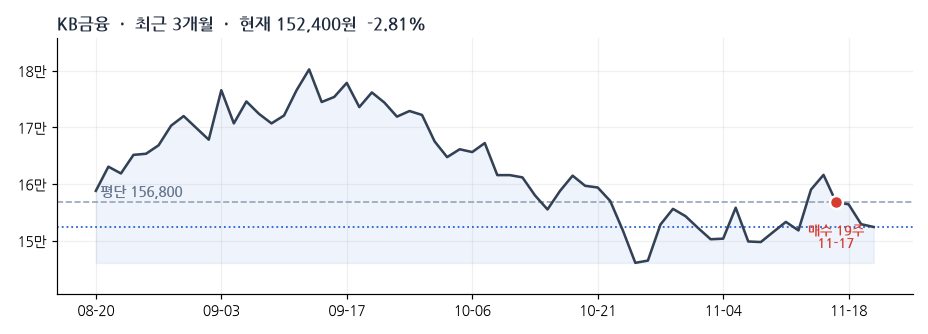 KB금융 · 최근 3개월 · 현재 152,400원 -2.81%
18만
17만
16만
평단 156,800
15만
매수 19주
11-17
08-20 09-03 09-17 10-06 10-21 11-04 11-18